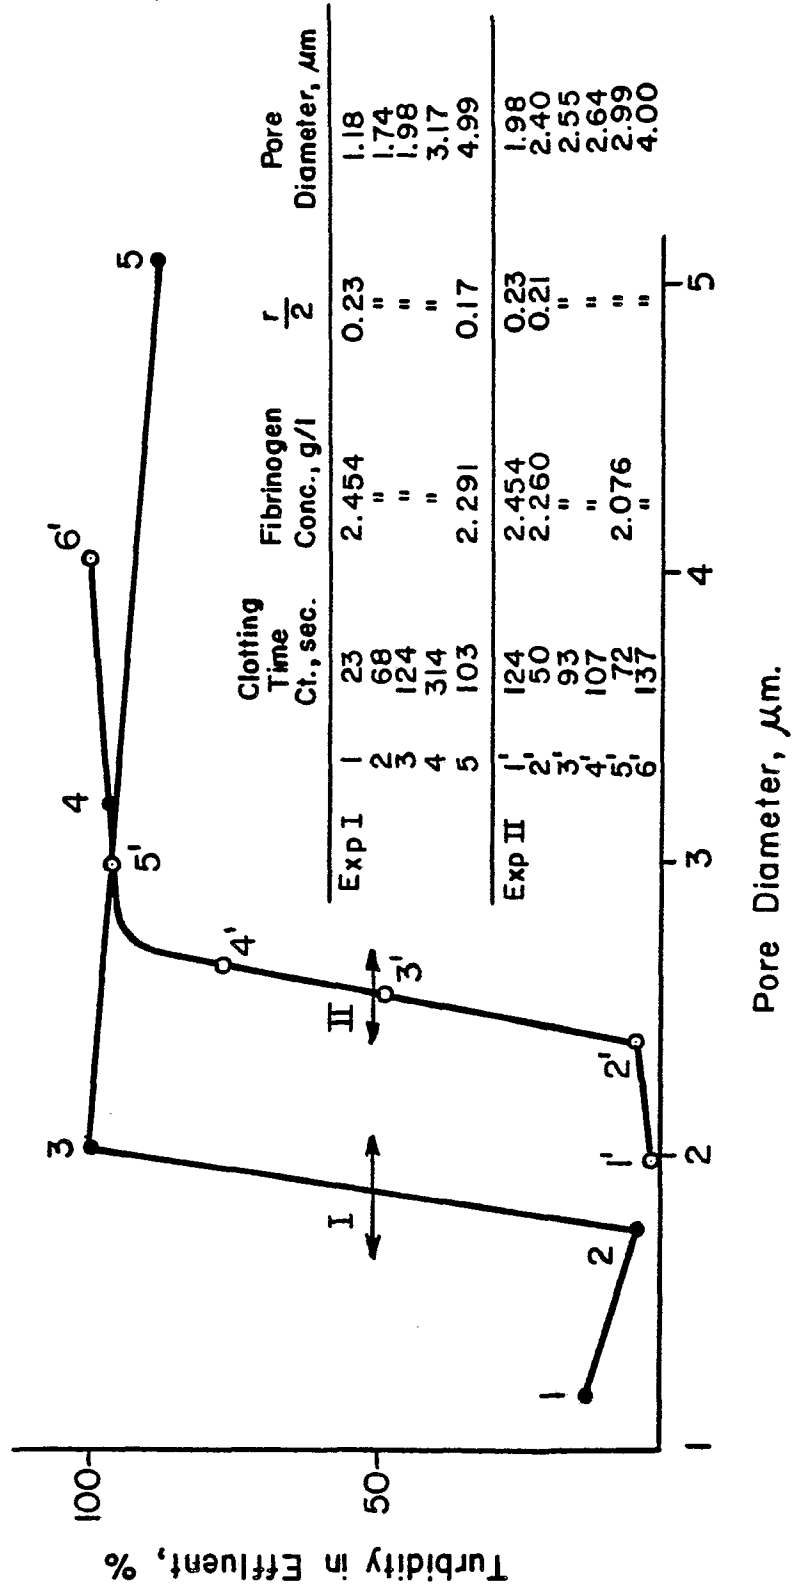 Turbidity in Effluent, %
100
50
1
2
3
4
5
Pore Diameter, μm.
1
2
3
4
5
1'
2'
3'
4'
5'
6'
I
II
Clotting Time Ct., sec.
Fibrinogen Conc., g/l
r/2
Pore Diameter, μm
Exp I 1 23 2.454 0.23 1.18
2 68 " " 1.74
3 124 " " 1.98
4 314 " " 3.17
5 103 2.291 0.17 4.99
Exp II 1' 124 2.454 0.23 1.98
2' 50 2.260 0.21 2.40
3' 93 " " 2.55
4' 107 " " 2.64
5' 72 2.076 " 2.99
6' 137 " " 4.00